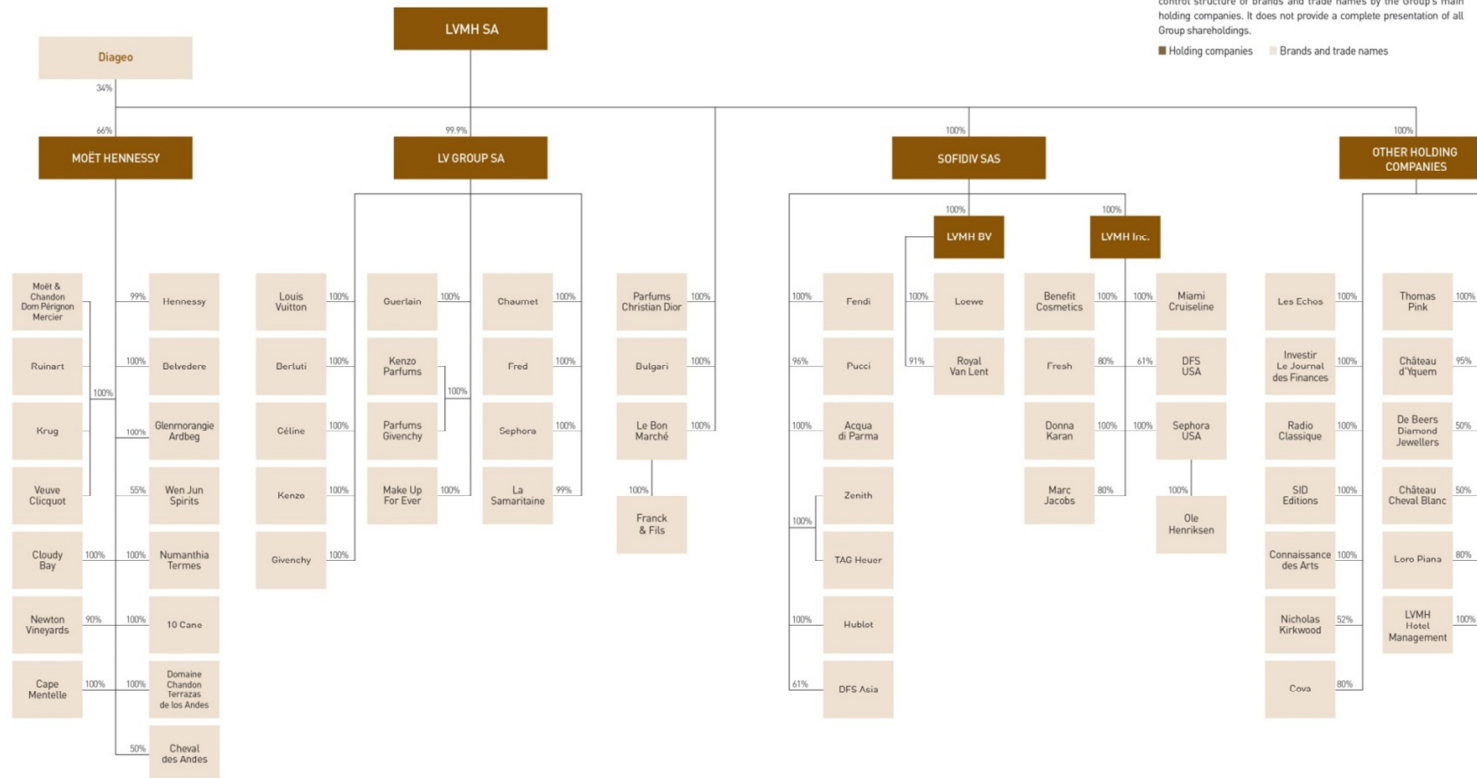 control structure of brands and trade names by the Group's main
holding companies. It does not provide a complete presentation of all
Group shareholdings.
Holding companies
Brands and trade names
LVMH SA
Diageo
34%
66%
99.9%
100%
100%
MOËT HENNESSY
LV GROUP SA
SOFIDIV SAS
OTHER HOLDING
COMPANIES
100%
LVMH BV
100%
LVMH Inc.
Moët &
Chandon
Dom Pérignon
Mercier
Ruinart
100%
Krug
Veuve
Clicquot
Cloudy
Bay
100%
Newton
Vineyards
90%
Cape
Mentelle
100%
99%
Hennessy
100%
Belvedere
100%
Glenmorangie
Ardbeg
55%
Wen Jun
Spirits
100%
Numanthia
Termes
100%
10 Cane
100%
Domaine
Chandon
Terrazas
de los Andes
50%
Cheval
des Andes
Louis
Vuitton
100%
Berluti
100%
Céline
100%
Kenzo
100%
Givenchy
100%
Guerlain
100%
Kenzo
Parfums
100%
Parfums
Givenchy
Make Up
For Ever
100%
Chaumet
100%
Fred
100%
Sephora
100%
La
Samaritaine
99%
Parfums
Christian Dior
100%
Bulgari
100%
Le Bon
Marché
100%
100%
Franck
& Fils
100%
Fendi
96%
Pucci
100%
Acqua
di Parma
Zenith
100%
TAG Heuer
100%
Hublot
61%
DFS Asia
100%
Loewe
91%
Royal
Van Lent
Benefit
Cosmetics
100%
Fresh
80%
Donna
Karan
100%
Marc
Jacobs
80%
100%
Miami
Cruiseline
61%
DFS
USA
100%
Sephora
USA
100%
Ole
Henriksen
Les Echos
100%
Investir
Le Journal
des Finances
100%
Radio
Classique
100%
SID
Editions
100%
Connaissance
des Arts
100%
Nicholas
Kirkwood
52%
Cova
80%
Thomas
Pink
100%
Château
d'Yquem
95%
De Beers
Diamond
Jewellers
50%
Château
Cheval Blanc
50%
Loro Piana
80%
LVMH
Hotel
Management
100%